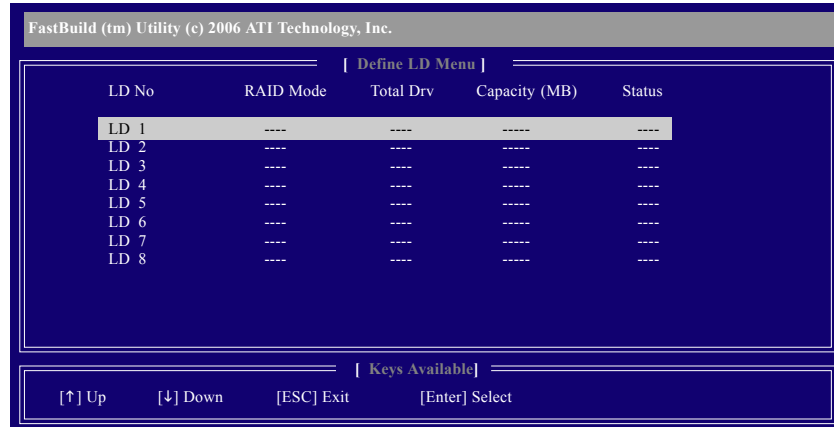 FastBuild (tm) Utility (c) 2006 ATI Technology, Inc.
[ Define LD Menu ]
LD No RAID Mode Total Drv Capacity (MB) Status
LD 1 ---- ---- ----- ----
LD 2 ---- ---- ----- ----
LD 3 ---- ---- ----- ----
LD 4 ---- ---- ----- ----
LD 5 ---- ---- ----- ----
LD 6 ---- ---- ----- ----
LD 7 ---- ---- ----- ----
LD 8 ---- ---- ----- ----
[ Keys Available]
[↑] Up [↓] Down [ESC] Exit [Enter] Select